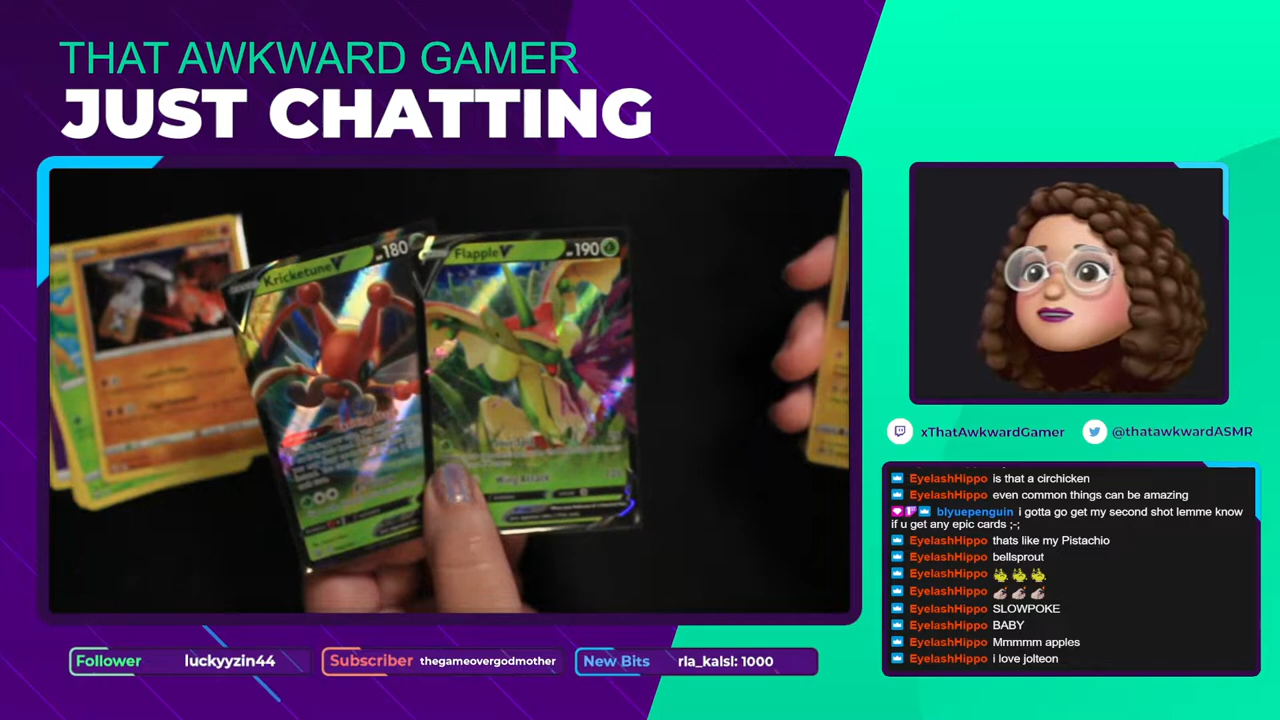 THAT AWKWARD GAMER
JUST CHATTING
Kricketune V
180
Flapple V
190
Wing Attack
xThatAwkwardGamer
@thatawkwardASMR
EyelashHippo is that a circhicken
EyelashHippo even common things can be amazing
blyuepenguin i gotta go get my second shot lemme know
if u get any epic cards ;-;
EyelashHippo thats like my Pistachio
EyelashHippo bellsprout
EyelashHippo
EyelashHippo
EyelashHippo SLOWPOKE
EyelashHippo BABY
EyelashHippo Mmmmm apples
EyelashHippo i love jolteon
Follower luckyyzin44
Subscriber thegameovergodmother
New Bits rla_kalsl: 1000